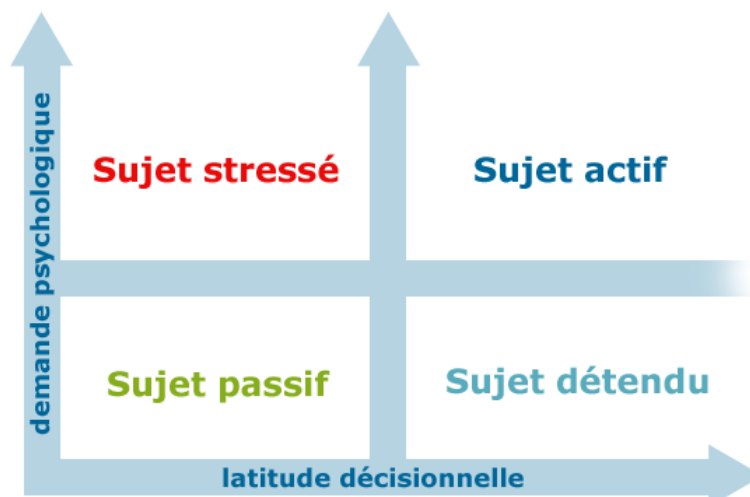 demande psychologique
Sujet stressé
Sujet actif
Sujet passif
Sujet détendu
latitude décisionnelle